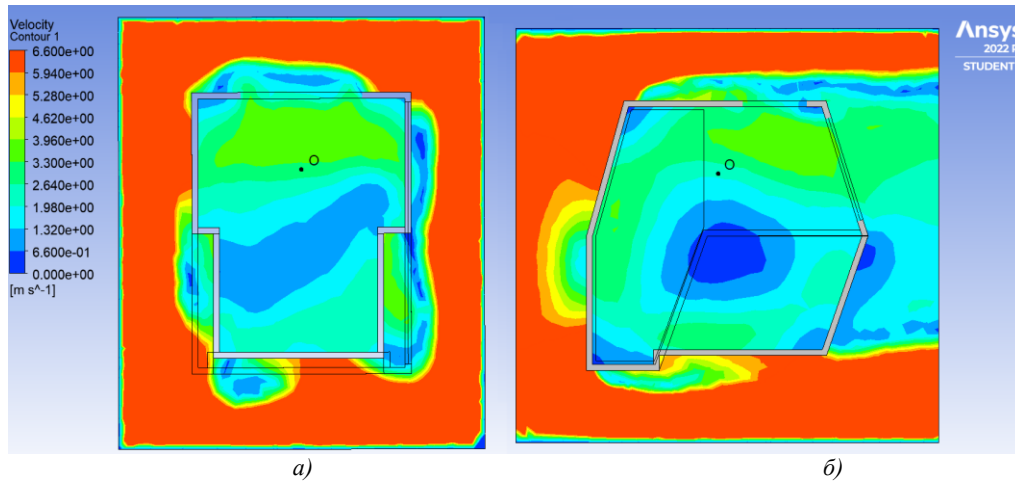 Velocity
Contour 1
6.600e+00
5.940e+00
5.280e+00
4.620e+00
3.960e+00
3.300e+00
2.640e+00
1.980e+00
1.320e+00
6.600e-01
0.000e+00
[m s^-1]
O
O
Ansys
2022 R
STUDENT
а)
б)